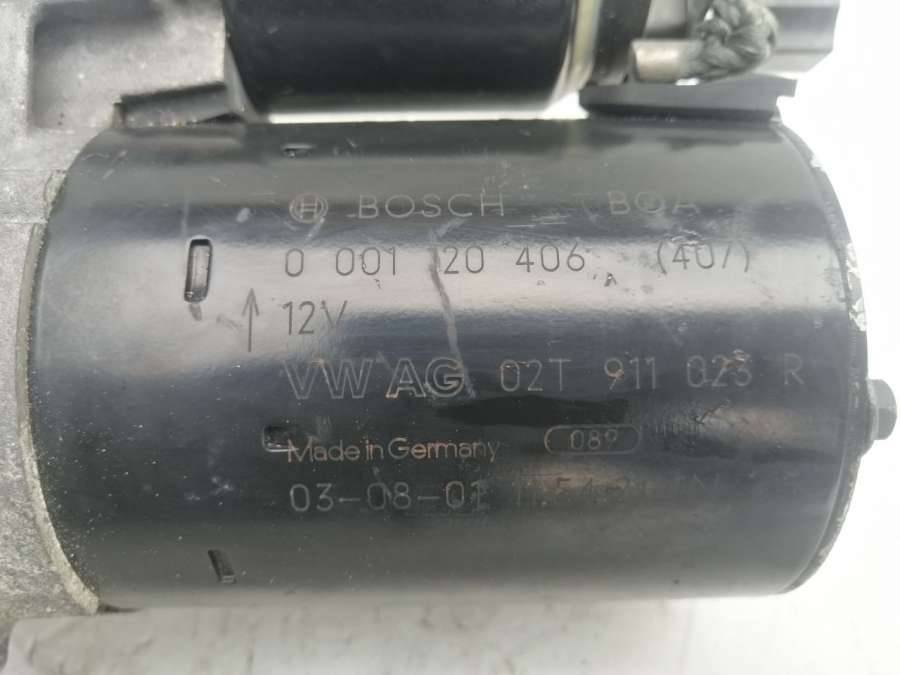 BOSCH BOA
0 001 120 406 (407)
12V
VW AG 02T 911 023 R
Made in Germany 089
03-08-01